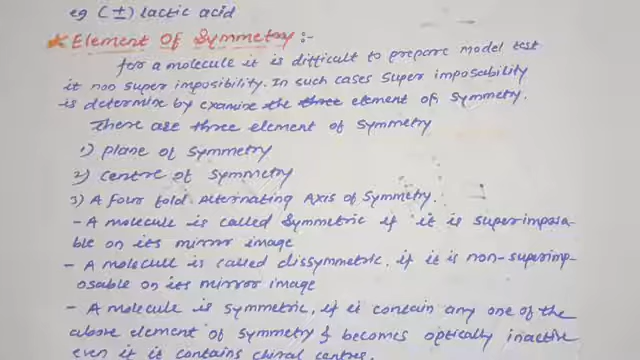 eg (±) lactic acid
* Element Of Symmetry :-
for a molecule it is difficult to prepare model test
it non super imposibility. In such cases super imposability
is determine by examine the three element of symmetry.
There are three element of symmetry
1) plane of symmetry
2) centre of symmetry
3) A four fold Alternating Axis of symmetry.
- A molecule is called symmetric if it is superimposa-
ble on its mirror image
- A molecule is called dissymmetric, if it is non-superimp-
osable on its mirror image
- A molecule is symmetric, if it contain any one of the
above element of symmetry & becomes optically inactive
even if it contains chiral centres.